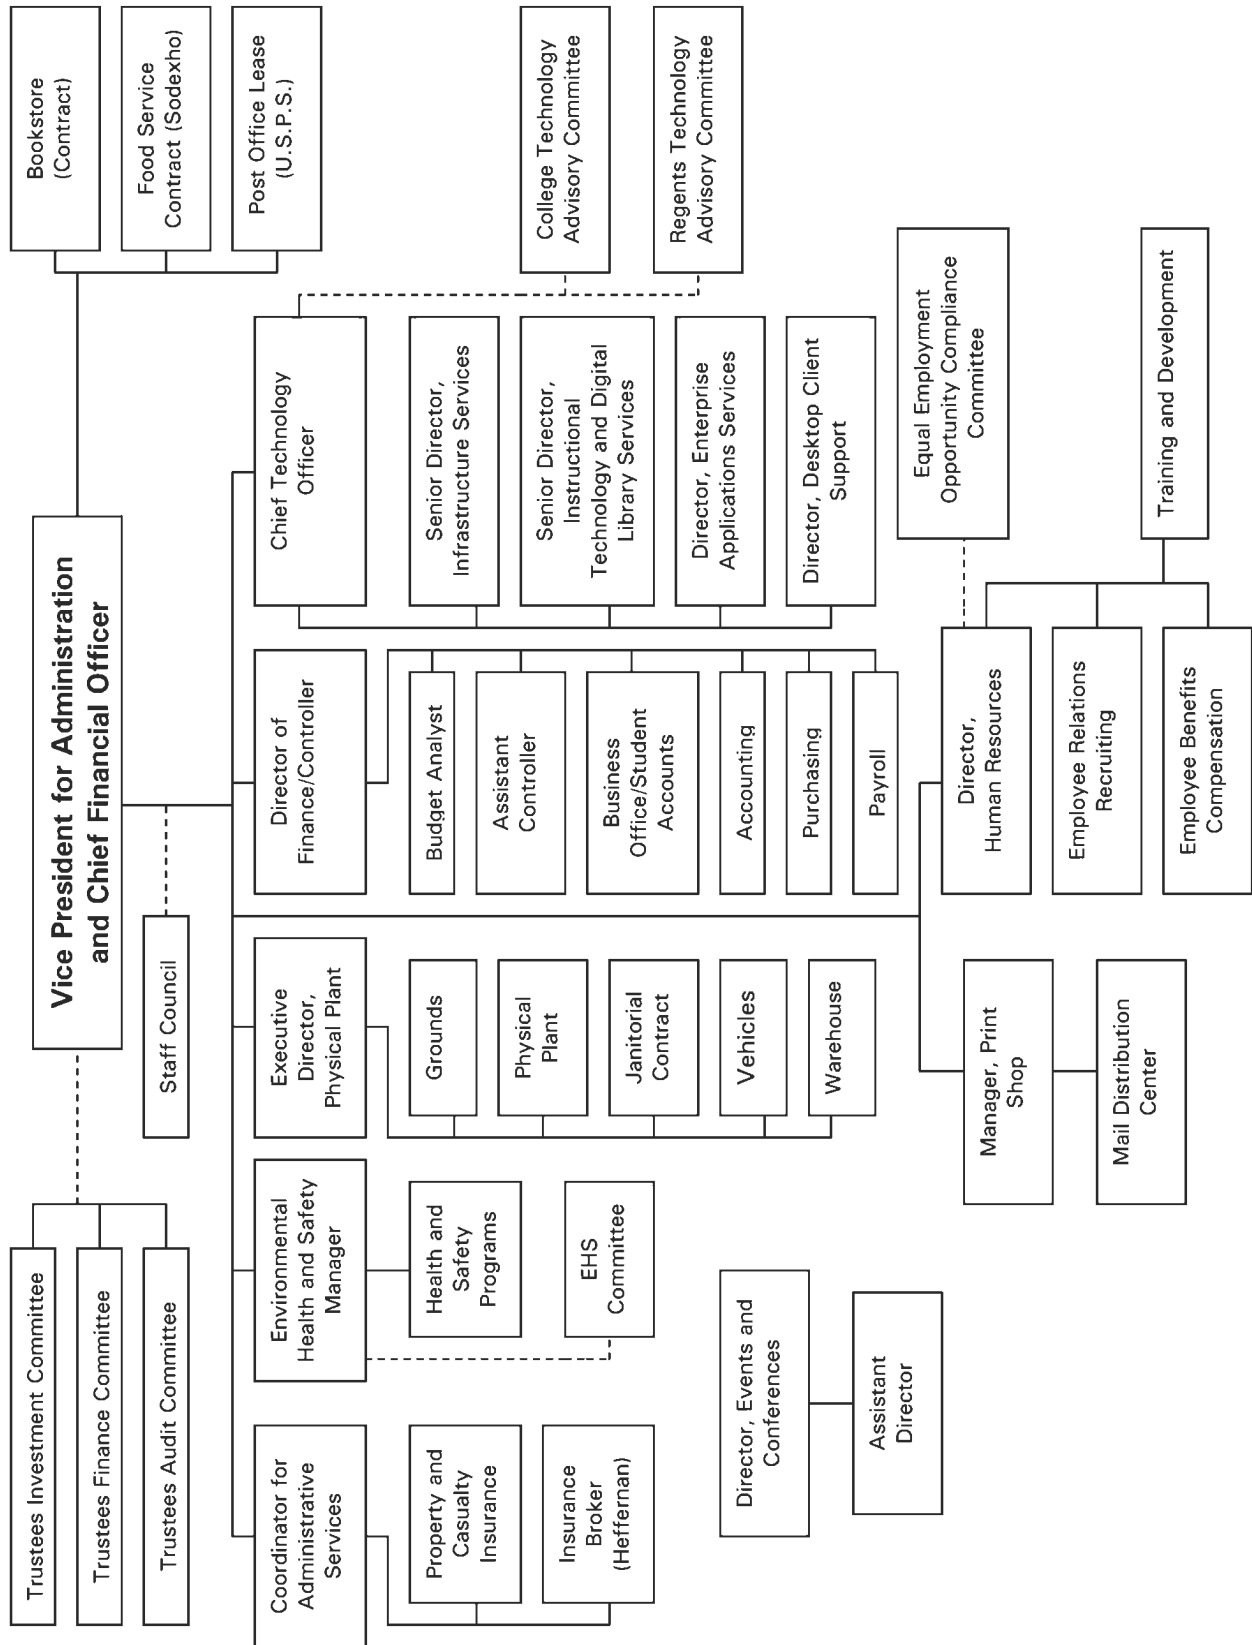 Vice President for Administration
and Chief Financial Officer
Trustees Investment Committee
Trustees Finance Committee
Trustees Audit Committee
Staff Council
Bookstore
(Contract)
Food Service
Contract (Sodexho)
Post Office Lease
(U.S.P.S.)
Coordinator for
Administrative
Services
Property and
Casualty
Insurance
Insurance
Broker
(Heffernan)
Environmental
Health and Safety
Manager
Health and
Safety
Programs
EHS
Committee
Executive
Director,
Physical Plant
Grounds
Physical
Plant
Janitorial
Contract
Vehicles
Warehouse
Director of
Finance/Controller
Budget Analyst
Assistant
Controller
Business
Office/Student
Accounts
Accounting
Purchasing
Payroll
Chief Technology
Officer
Senior Director,
Infrastructure Services
Senior Director,
Instructional
Technology and Digital
Library Services
Director, Enterprise
Applications Services
Director, Desktop Client
Support
College Technology
Advisory Committee
Regents Technology
Advisory Committee
Director, Events and
Conferences
Assistant
Director
Manager, Print
Shop
Mail Distribution
Center
Director,
Human Resources
Employee Relations
Recruiting
Employee Benefits
Compensation
Equal Employment
Opportunity Compliance
Committee
Training and Development